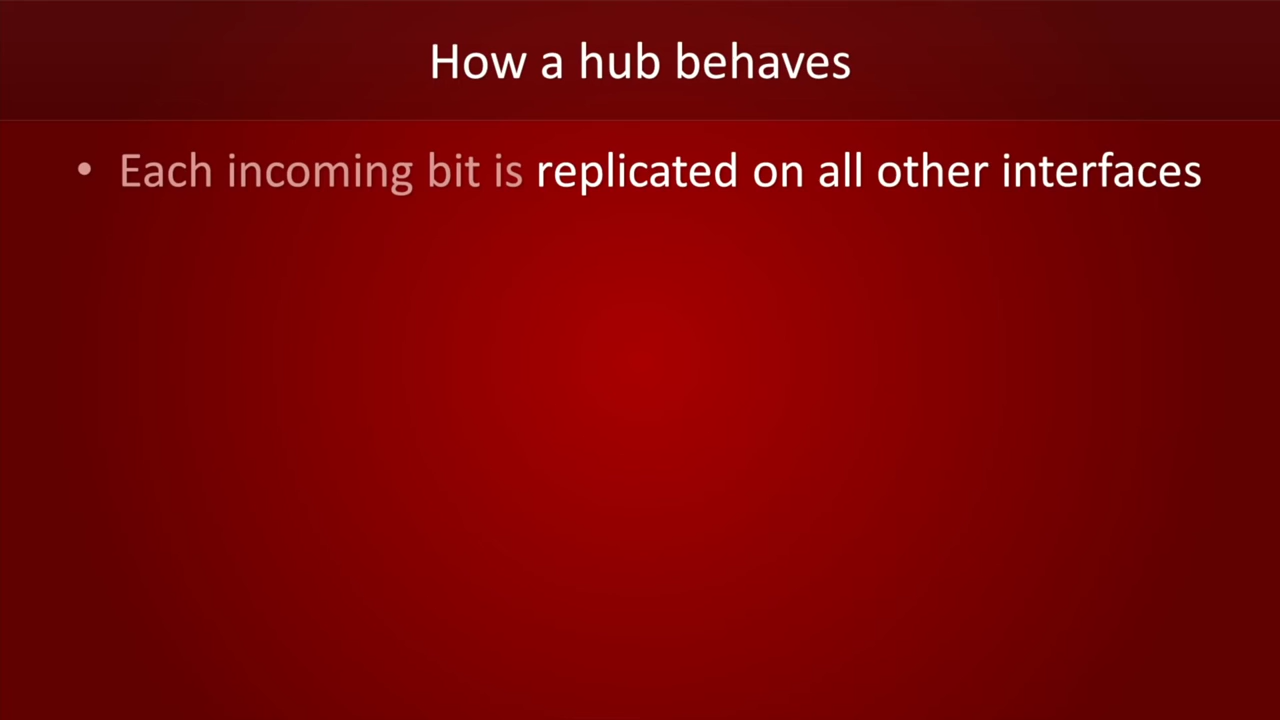 How a hub behaves
• Each incoming bit is replicated on all other interfaces